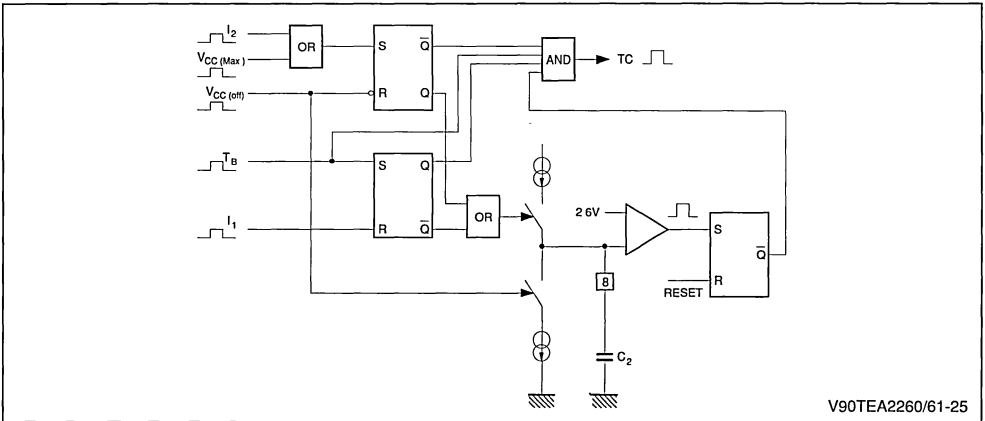 I2
OR
S
Q̅
VCC (Max)
AND
TC
VCC (off)
R
Q
TB
S
Q
OR
2 6V
I1
R
Q̅
S
Q̅
8
R
RESET
C2
V90TEA2260/61-25